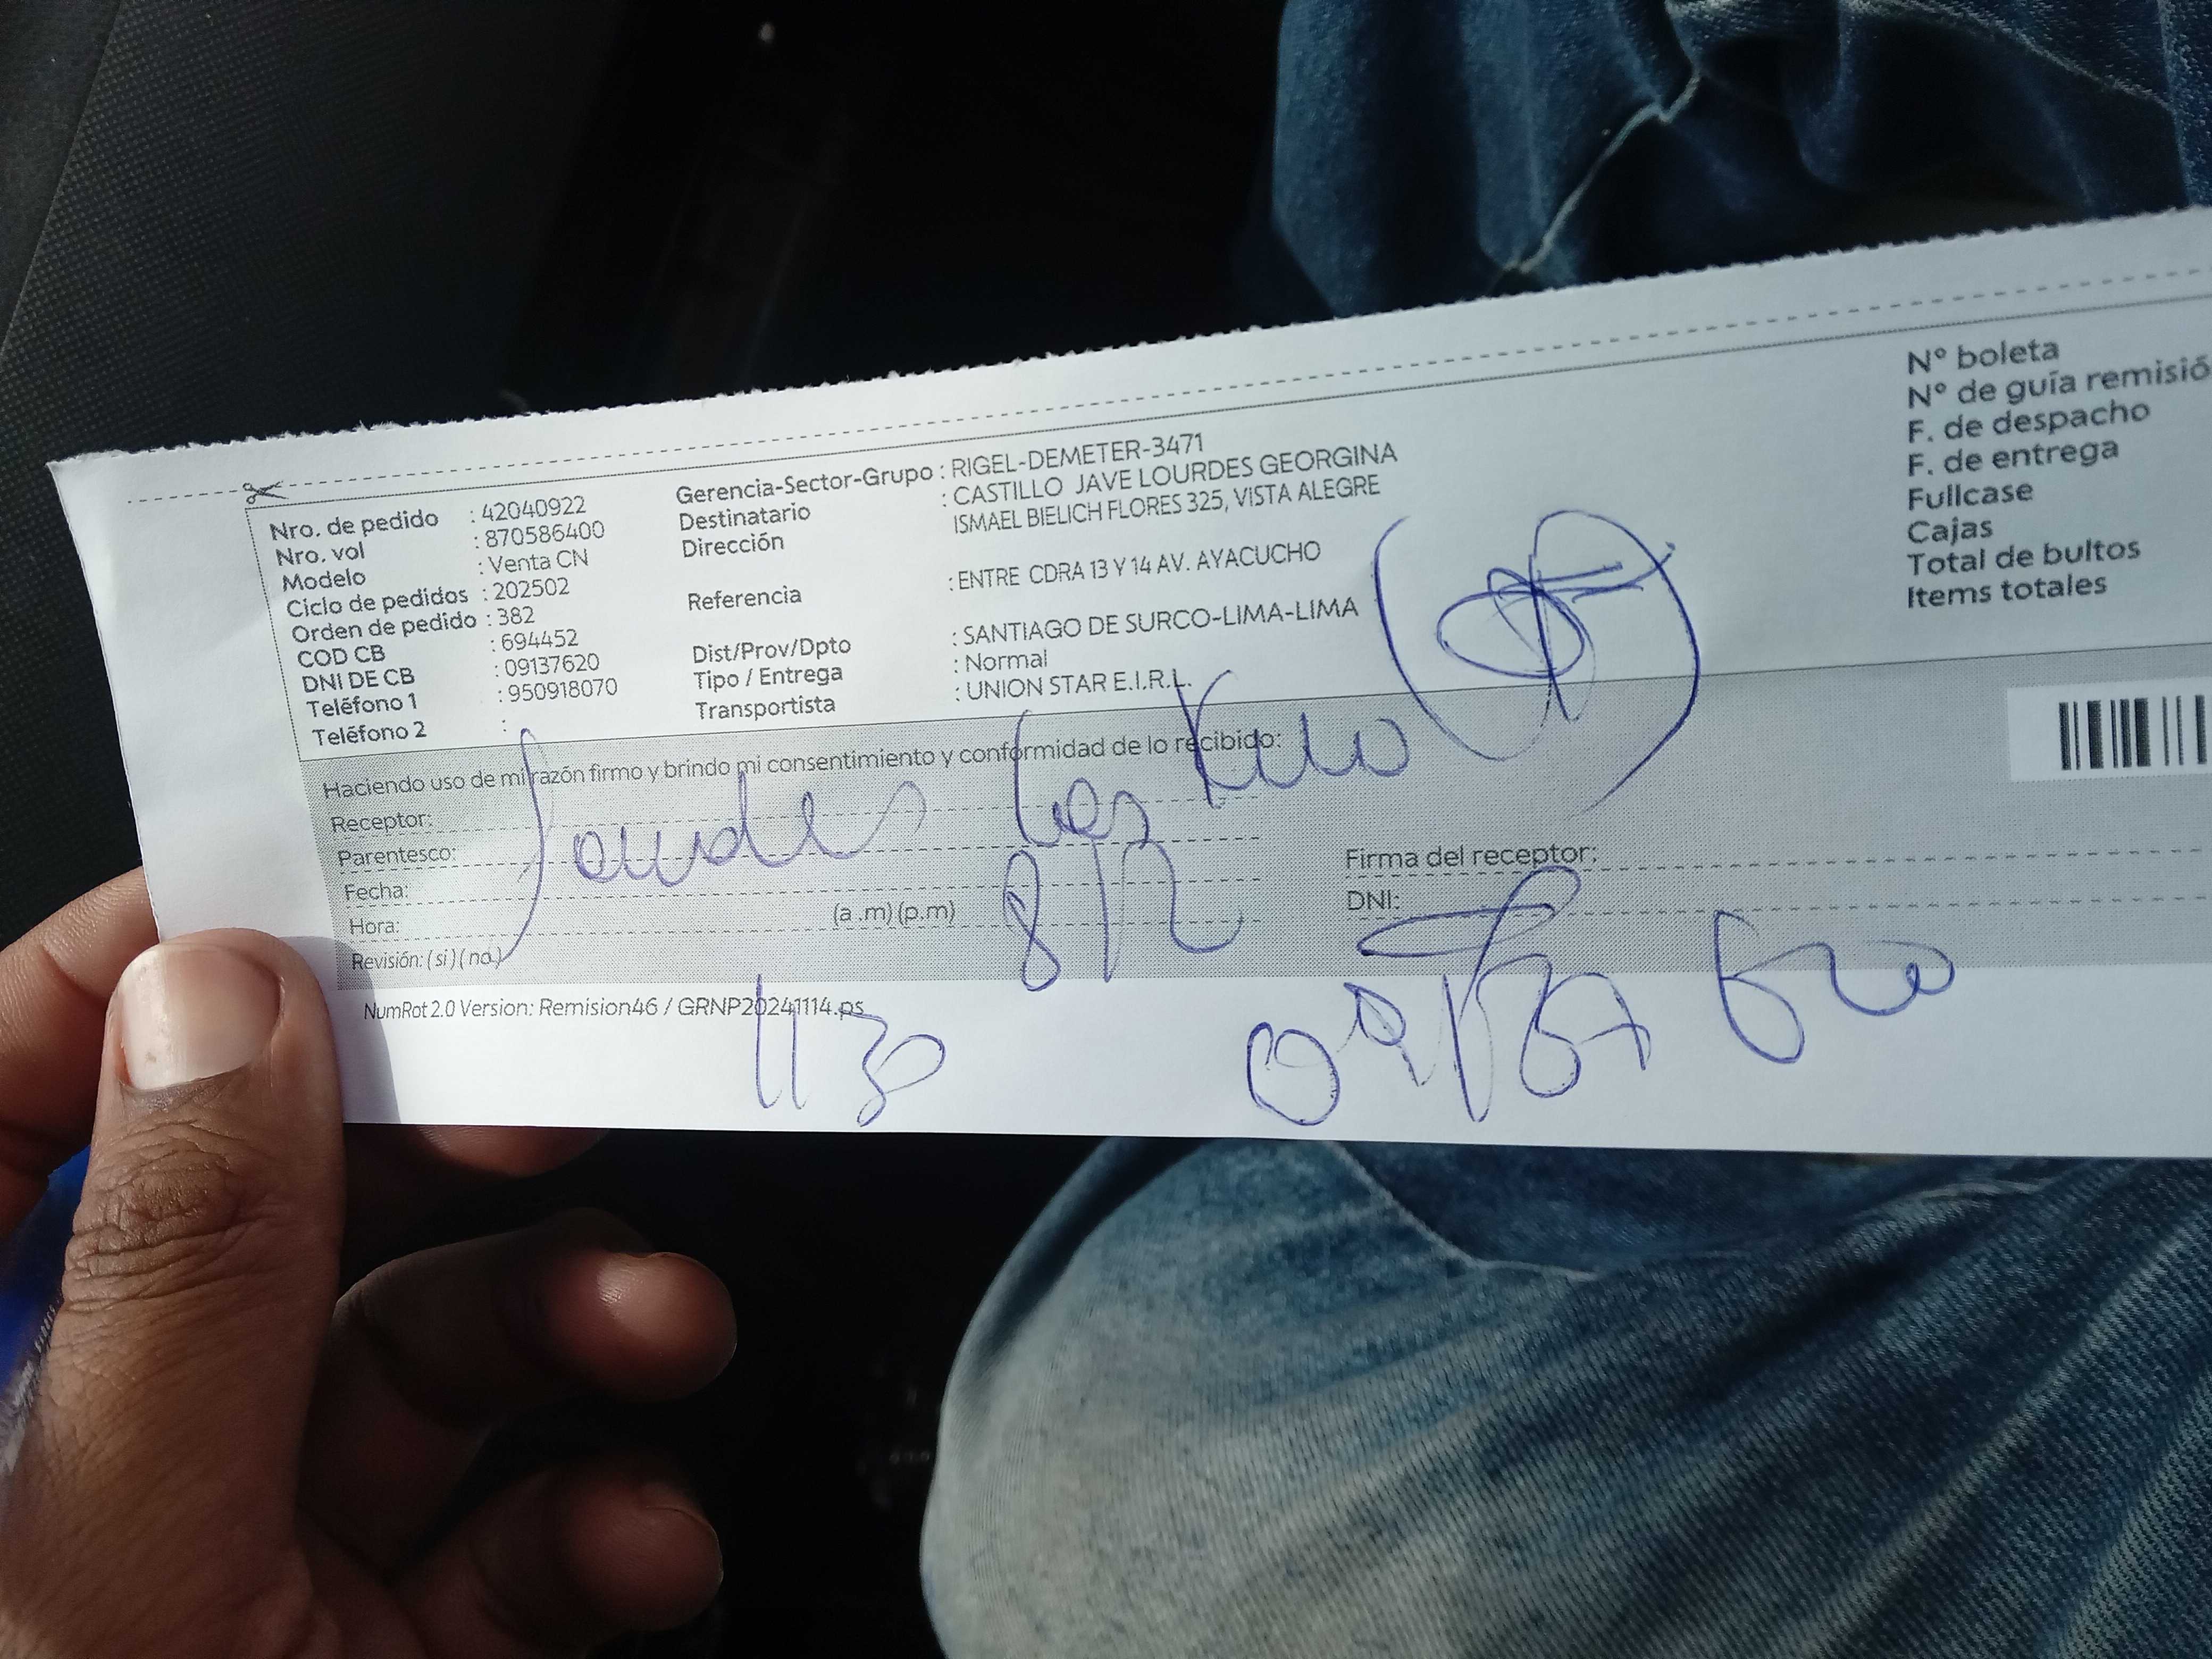 Nro. de pedido : 42040922
Nro. vol : 870586400
Modelo : Venta CN
Ciclo de pedidos : 202502
Orden de pedido : 382
COD CB : 694452
DNI DE CB : 09137620
Teléfono 1 : 950918070
Teléfono 2 :
Gerencia-Sector-Grupo : RIGEL-DEMETER-3471
Destinatario : CASTILLO JAVE LOURDES GEORGINA
Dirección ISMAEL BIELICH FLORES 325, VISTA ALEGRE
Referencia : ENTRE CDRA 13 Y 14 AV. AYACUCHO
Dist/Prov/Dpto : SANTIAGO DE SURCO-LIMA-LIMA
Tipo / Entrega : Normal
Transportista : UNION STAR E.I.R.L.
N° boleta
N° de guía remisió
F. de despacho
F. de entrega
Fullcase
Cajas
Total de bultos
Items totales
Haciendo uso de mi razón firmo y brindo mi consentimiento y conformidad de lo recibido:
Receptor: Lourdes Castillo
Parentesco:
Fecha: 8/2
Hora: (a .m) (p.m)
Revisión: ( si ) ( no )
Firma del receptor:
DNI:
NumRot 2.0 Version: Remision46 / GRNP20241114.ps
1130
09137620